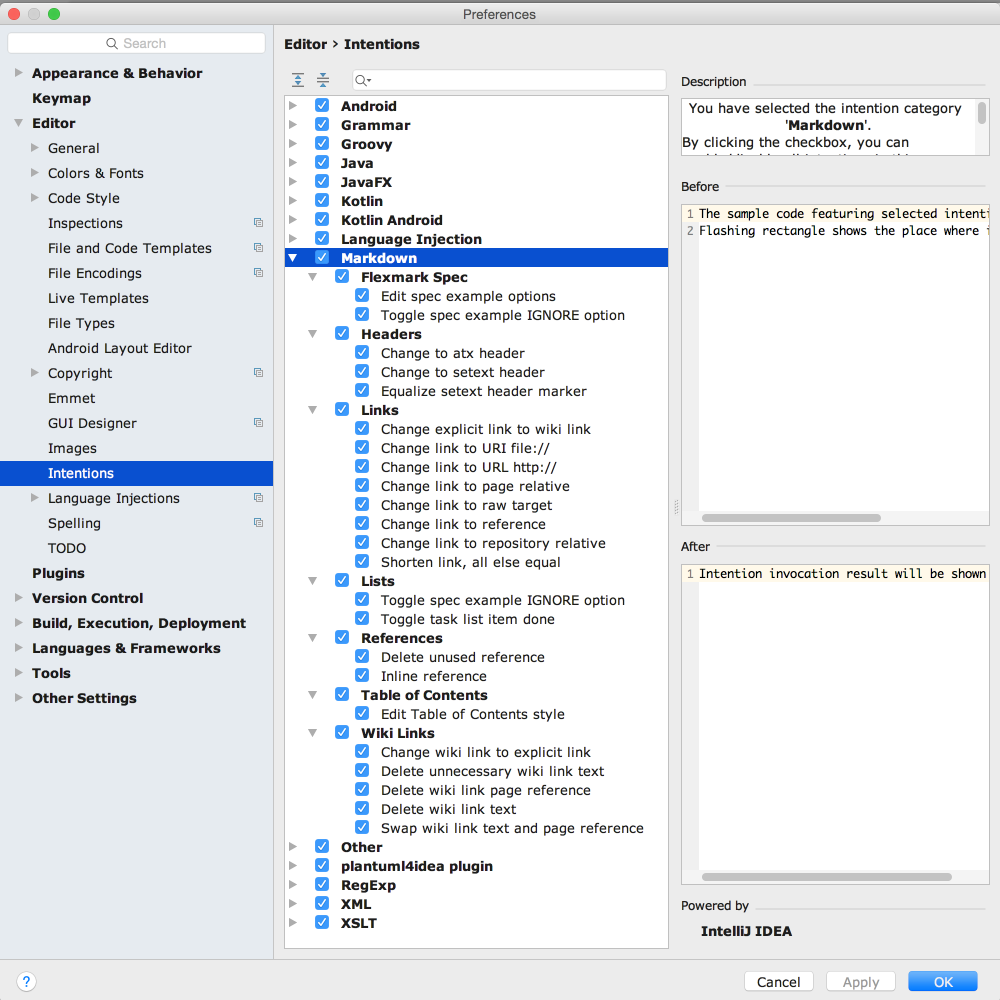 Preferences
Search
Appearance & Behavior
Keymap
Editor
General
Colors & Fonts
Code Style
Inspections
File and Code Templates
File Encodings
Live Templates
File Types
Android Layout Editor
Copyright
Emmet
GUI Designer
Images
Intentions
Language Injections
Spelling
TODO
Plugins
Version Control
Build, Execution, Deployment
Languages & Frameworks
Tools
Other Settings
Editor › Intentions
Android
Grammar
Groovy
Java
JavaFX
Kotlin
Kotlin Android
Language Injection
Markdown
Flexmark Spec
Edit spec example options
Toggle spec example IGNORE option
Headers
Change to atx header
Change to setext header
Equalize setext header marker
Links
Change explicit link to wiki link
Change link to URI file://
Change link to URL http://
Change link to page relative
Change link to raw target
Change link to reference
Change link to repository relative
Shorten link, all else equal
Lists
Toggle spec example IGNORE option
Toggle task list item done
References
Delete unused reference
Inline reference
Table of Contents
Edit Table of Contents style
Wiki Links
Change wiki link to explicit link
Delete unnecessary wiki link text
Delete wiki link page reference
Delete wiki link text
Swap wiki link text and page reference
Other
plantuml4idea plugin
RegExp
XML
XSLT
Description
You have selected the intention category
'Markdown'.
By clicking the checkbox, you can
Before
1 The sample code featuring selected intenti
2 Flashing rectangle shows the place where
After
1 Intention invocation result will be shown
Powered by
IntelliJ IDEA
?
Cancel
Apply
OK